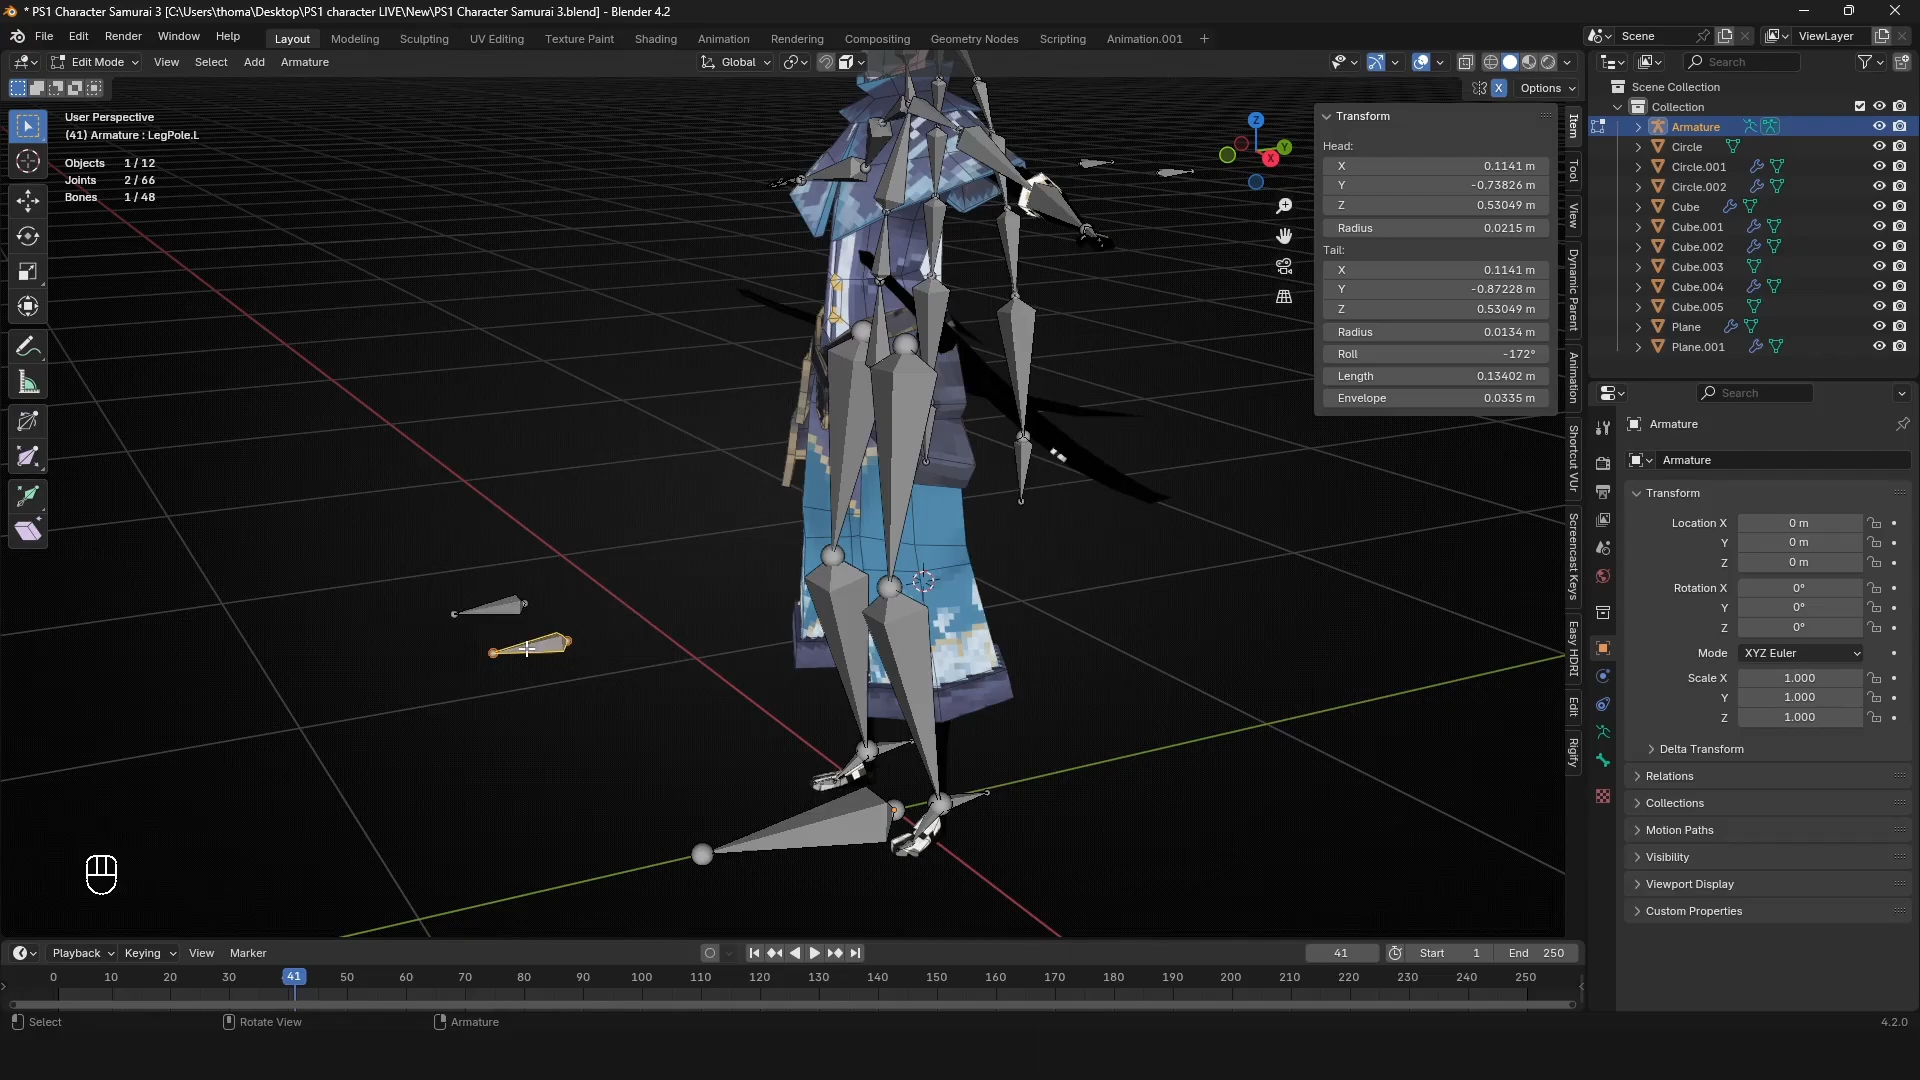 * PS1 Character Samurai 3 [C:\Users\thoma\Desktop\PS1 character LIVE\New\PS1 Character Samurai 3.blend] - Blender 4.2
File Edit Render Window Help Layout Modeling Sculpting UV Editing Texture Paint Shading Animation Rendering Compositing Geometry Nodes Scripting Animation.001 + Scene ViewLayer
Edit Mode View Select Add Armature Global Search
X Options
User Perspective
(41) Armature : LegPole.L
Objects 1 / 12
Joints 2 / 66
Bones 1 / 48
Z
Y
X
Transform
Head:
X 0.1141 m
Y -0.73826 m
Z 0.53049 m
Radius 0.0215 m
Tail:
X 0.1141 m
Y -0.87228 m
Z 0.53049 m
Radius 0.0134 m
Roll -172°
Length 0.13402 m
Envelope 0.0335 m
Item
Tool
View
Dynamic Parent
Animation
Shortcut VUr
Screencast Keys
Easy HDRI
Edit
Rigify
Scene Collection
Collection
Armature
Circle
Circle.001
Circle.002
Cube
Cube.001
Cube.002
Cube.003
Cube.004
Cube.005
Plane
Plane.001
Search
Armature
Armature
Transform
Location X 0 m
Y 0 m
Z 0 m
Rotation X 0°
Y 0°
Z 0°
Mode XYZ Euler
Scale X 1.000
Y 1.000
Z 1.000
Delta Transform
Relations
Collections
Motion Paths
Visibility
Viewport Display
Custom Properties
Playback Keying View Marker 41 Start 1 End 250
0 10 20 30 41 50 60 70 80 90 100 110 120 130 140 150 160 170 180 190 200 210 220 230 240 250
Select Rotate View Armature 4.2.0